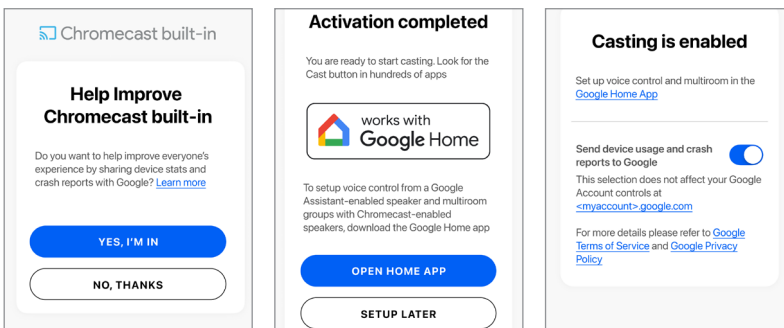 Chromecast built-in
Help Improve
Chromecast built-in
Do you want to help improve everyone's
experience by sharing device stats and
crash reports with Google? Learn more
YES, I'M IN
NO, THANKS
Activation completed
You are ready to start casting. Look for the
Cast button in hundreds of apps
works with
Google Home
To setup voice control from a Google
Assistant-enabled speaker and multiroom
groups with Chromecast-enabled
speakers, download the Google Home app
OPEN HOME APP
SETUP LATER
Casting is enabled
Set up voice control and multiroom in the
Google Home App
Send device usage and crash
reports to Google
This selection does not affect your Google
Account controls at
<myaccount>.google.com
For more details please refer to Google
Terms of Service and Google Privacy
Policy